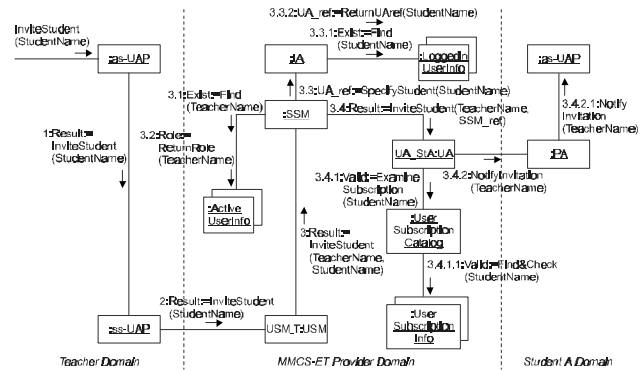 InviteStudent
(StudentName)
:as-UAP
1:Result:=
InviteStudent
(StudentName)
:ss-UAP
2:Result:=InviteStudent
(StudentName)
USM_T:USM
3:Result:=
InviteStudent
(TeacherName,
StudentName)
:SSM
3.1:Exist:=Find
(TeacherName)
3.2:Role:=
ReturnRole
(TeacherName)
:Active
UserInfo
3.3:UA_ref:=SpecifyStudent(StudentName)
:IA
3.3.1:Exist:=Find
(StudentName)
3.3.2:UA_ref:=ReturnUAref(StudentName)
:LoggedIn
UserInfo
3.4:Result:=InviteStudent(TeacherName,
SSM_ref)
UA_StA:UA
3.4.1:Valid:=Examine
Subscription
(StudentName)
:User
Subscription
Catalog
3.4.1.1:Valid:=Find&Check
(StudentName)
:User
Subscription
Info
3.4.2:NotifyInvitation
(TeacherName)
:PA
3.4.2.1:Notify
Invitation
(TeacherName)
:as-UAP
Teacher Domain
MMCS-ET Provider Domain
Student A Domain